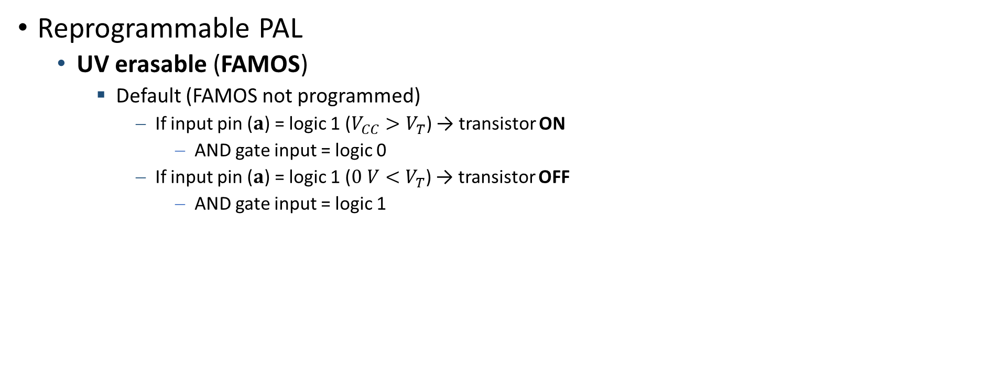 • Reprogrammable PAL
• UV erasable (FAMOS)
▪ Default (FAMOS not programmed)
– If input pin (a) = logic 1 (V_CC > V_T) → transistor ON
– AND gate input = logic 0
– If input pin (a) = logic 1 (0 V < V_T) → transistor OFF
– AND gate input = logic 1